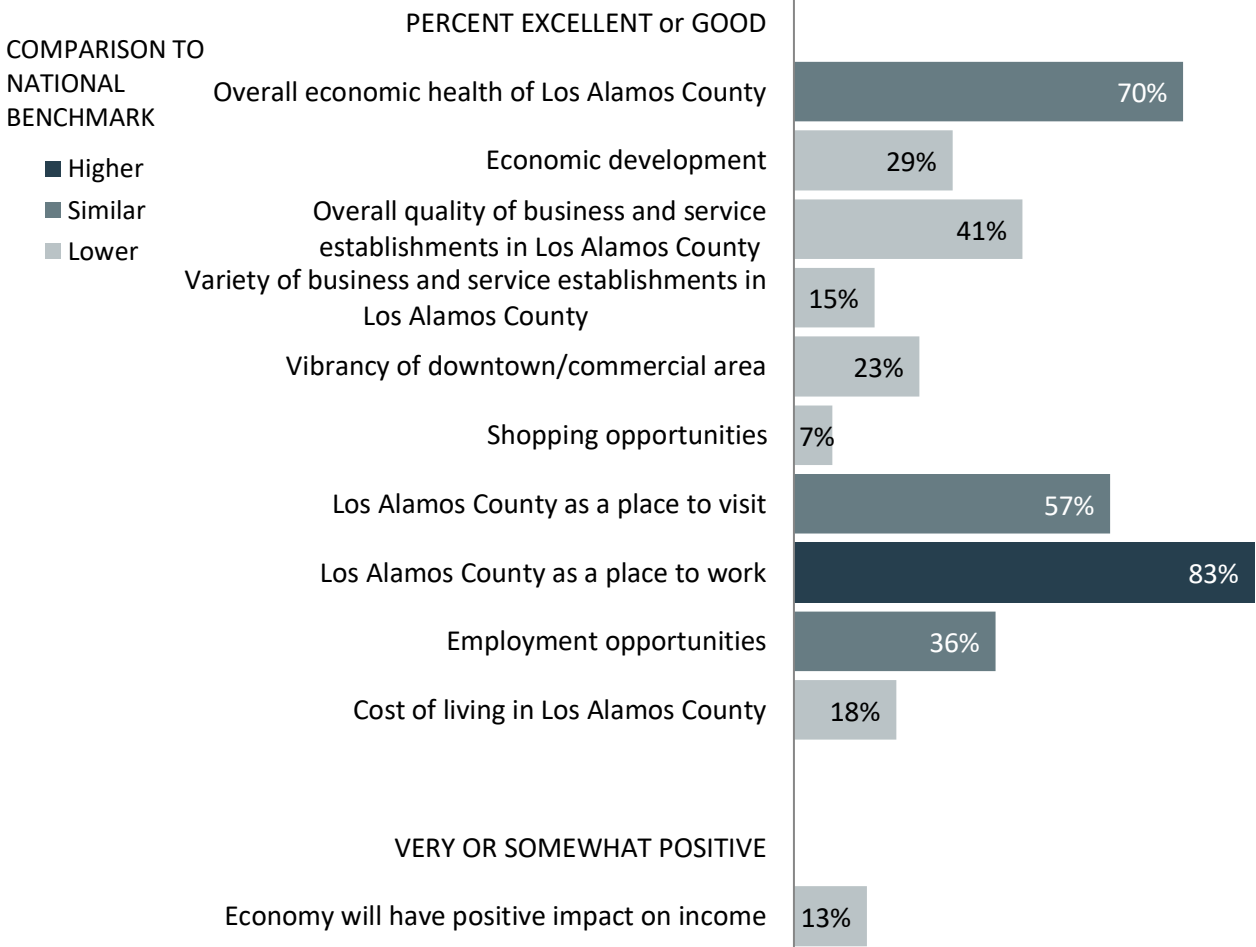 PERCENT EXCELLENT or GOOD
COMPARISON TO
NATIONAL
BENCHMARK
Higher
Similar
Lower
Overall economic health of Los Alamos County 70%
Economic development 29%
Overall quality of business and service
establishments in Los Alamos County 41%
Variety of business and service establishments in
Los Alamos County 15%
Vibrancy of downtown/commercial area 23%
Shopping opportunities 7%
Los Alamos County as a place to visit 57%
Los Alamos County as a place to work 83%
Employment opportunities 36%
Cost of living in Los Alamos County 18%
VERY OR SOMEWHAT POSITIVE
Economy will have positive impact on income 13%